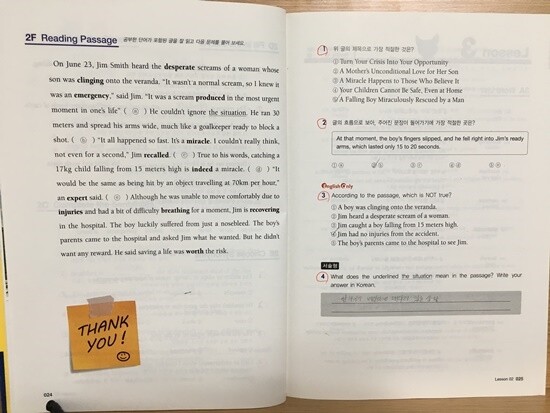 2F Reading Passage 공부한 단어가 포함된 글을 잘 읽고 다음 문제를 풀어 보세요.
On June 23, Jim Smith heard the desperate screams of a woman whose
son was clinging onto the veranda. "It wasn't a normal scream, so I knew it
was an emergency," said Jim. "It was a scream produced in the most urgent
moment in one's life" ( ⓐ ) He couldn't ignore the situation. He ran 30
meters and spread his arms wide, much like a goalkeeper ready to block a
shot. ( ⓑ ) "It all happened so fast. It's a miracle. I couldn't really think,
not even for a second," Jim recalled. ( ⓒ ) True to his words, catching a
17kg child falling from 15 meters high is indeed a miracle. ( ⓓ ) "It
would be the same as being hit by an object travelling at 70km per hour,"
an expert said. ( ⓔ ) Although he was unable to move comfortably due to
injuries and had a bit of difficulty breathing for a moment, Jim is recovering
in the hospital. The boy luckily suffered from just a nosebleed. The boy's
parents came to the hospital and asked Jim what he wanted. But he didn't
want any reward. He said saving a life was worth the risk.
THANK
YOU!
024
1 위 글의 제목으로 가장 적절한 것은?
① Turn Your Crisis Into Your Opportunity
② A Mother's Unconditional Love for Her Son
③ A Miracle Happens to Those Who Believe It
④ Your Children Cannot Be Safe, Even at Home
⑤ A Falling Boy Miraculously Rescued by a Man
2 글의 흐름으로 보아, 주어진 문장이 들어가기에 가장 적절한 곳은?
At that moment, the boy's fingers slipped, and he fell right into Jim's ready
arms, which lasted only 15 to 20 seconds.
① ⓐ ② ⓑ ③ ⓒ ④ ⓓ ⑤ ⓔ
English Only
3 According to the passage, which is NOT true?
① A boy was clinging onto the veranda.
② Jim heard a desperate scream of a woman.
③ Jim caught a boy falling from 15 meters high.
④ Jim had no injuries from the accident.
⑤ The boy's parents came to the hospital to see Jim.
서술형
4 What does the underlined the situation mean in the passage? Write your
answer in Korean.
Lesson 02 025